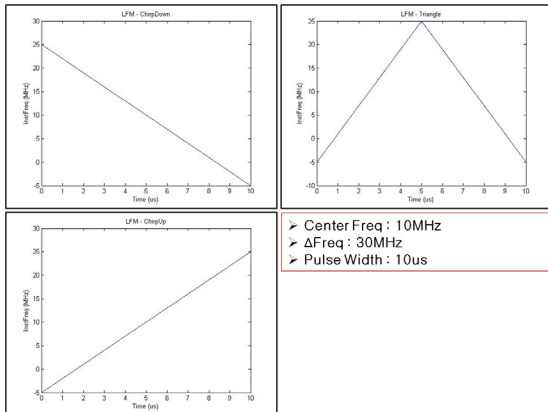 LFM - ChirpDown
InstFreq (MHz)
30
25
20
15
10
5
0
-5
0 1 2 3 4 5 6 7 8 9 10
Time (us)
LFM - Triangle
InstFreq (MHz)
25
20
15
10
5
0
-5
-10
0 1 2 3 4 5 6 7 8 9 10
Time (us)
LFM - ChirpUp
InstFreq (MHz)
30
25
20
15
10
5
0
-5
0 1 2 3 4 5 6 7 8 9 10
Time (us)
➢ Center Freq : 10MHz
➢ ΔFreq : 30MHz
➢ Pulse Width : 10us